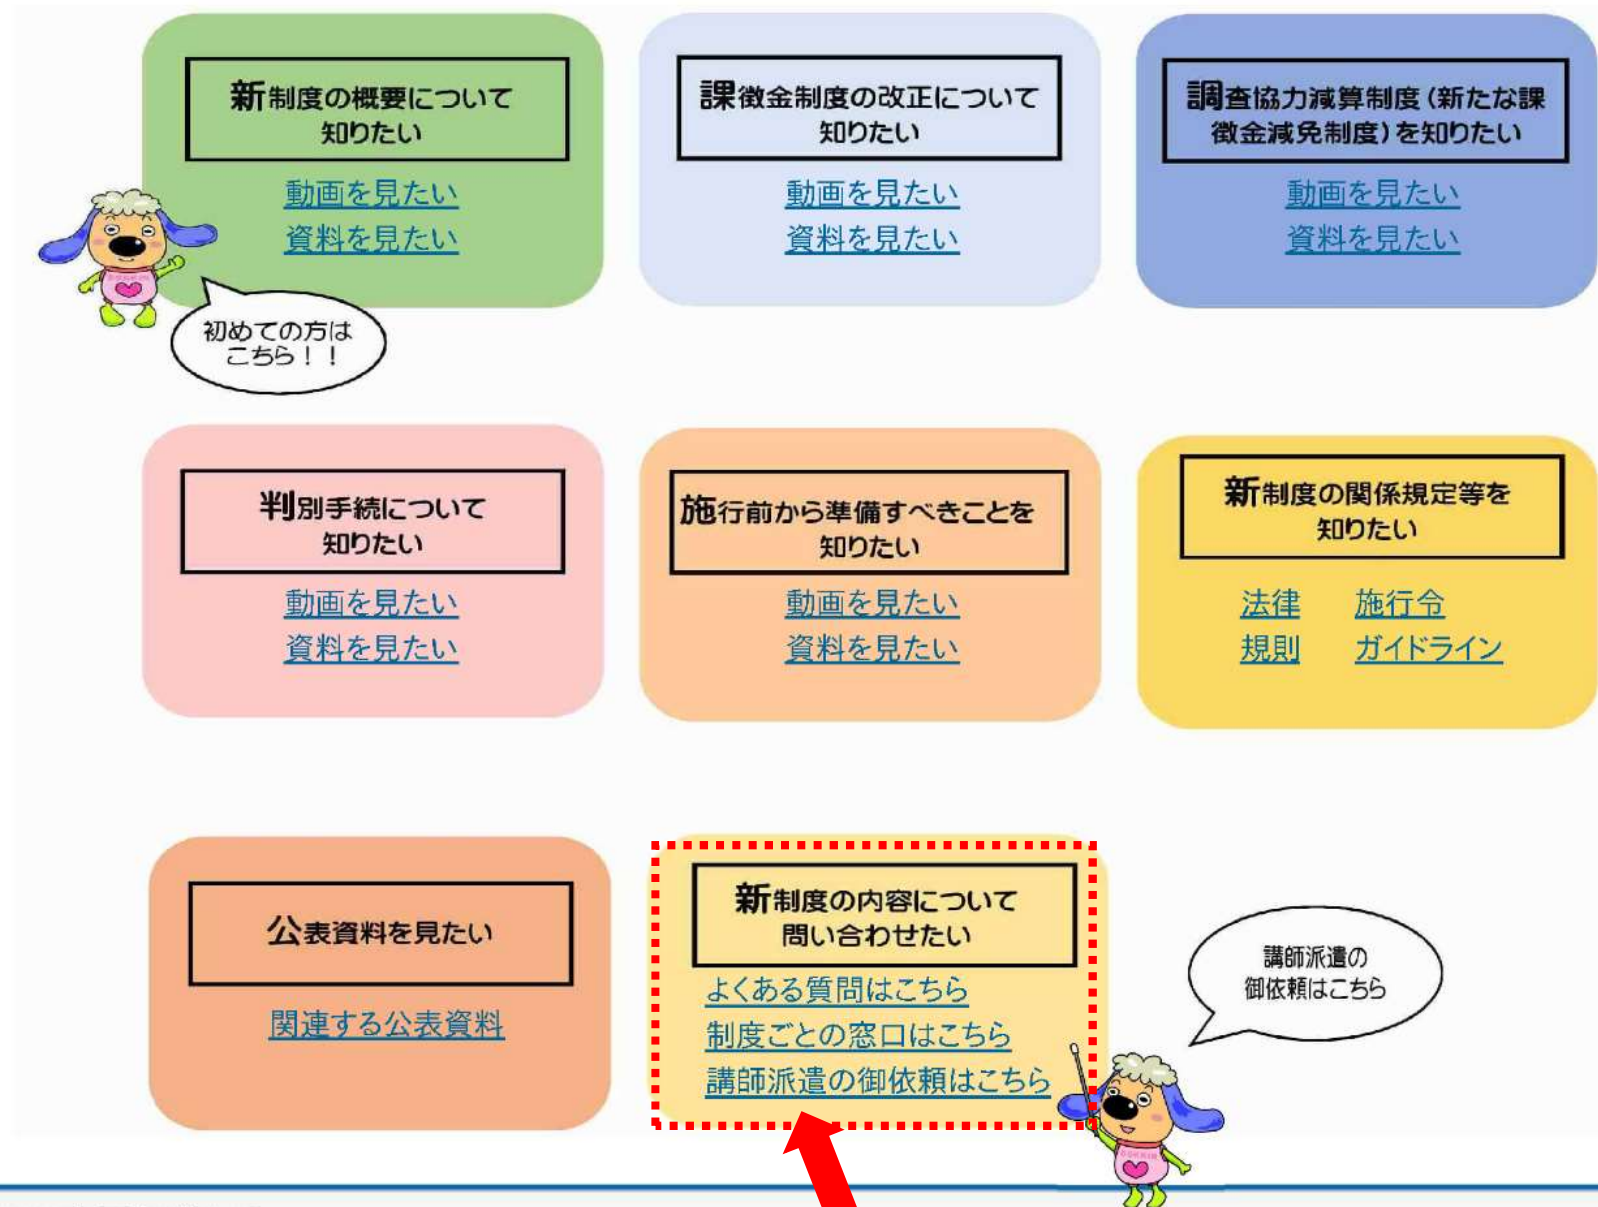 新制度の概要について
知りたい
動画を見たい
資料を見たい
初めての方は
こちら！！
課徴金制度の改正について
知りたい
動画を見たい
資料を見たい
調査協力減算制度（新たな課
徴金減免制度）を知りたい
動画を見たい
資料を見たい
判別手続について
知りたい
動画を見たい
資料を見たい
施行前から準備すべきことを
知りたい
動画を見たい
資料を見たい
新制度の関係規定等を
知りたい
法律 施行令
規則 ガイドライン
公表資料を見たい
関連する公表資料
新制度の内容について
問い合わせたい
よくある質問はこちら
制度ごとの窓口はこちら
講師派遣の御依頼はこちら
講師派遣の
御依頼はこちら